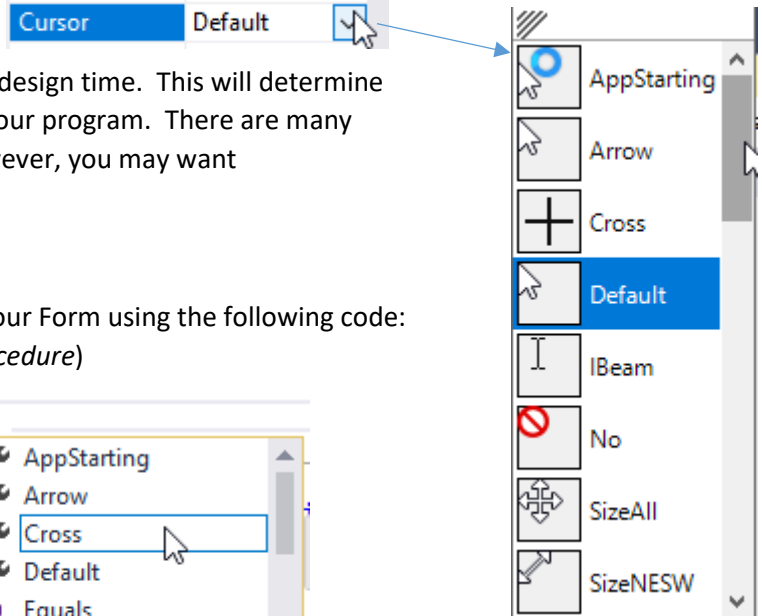 Cursor Default
design time. This will determine
our program. There are many
ever, you may want
our Form using the following code:
cedure)
AppStarting
Arrow
Cross
Default
Equals
AppStarting
Arrow
Cross
Default
IBeam
No
SizeAll
SizeNESW